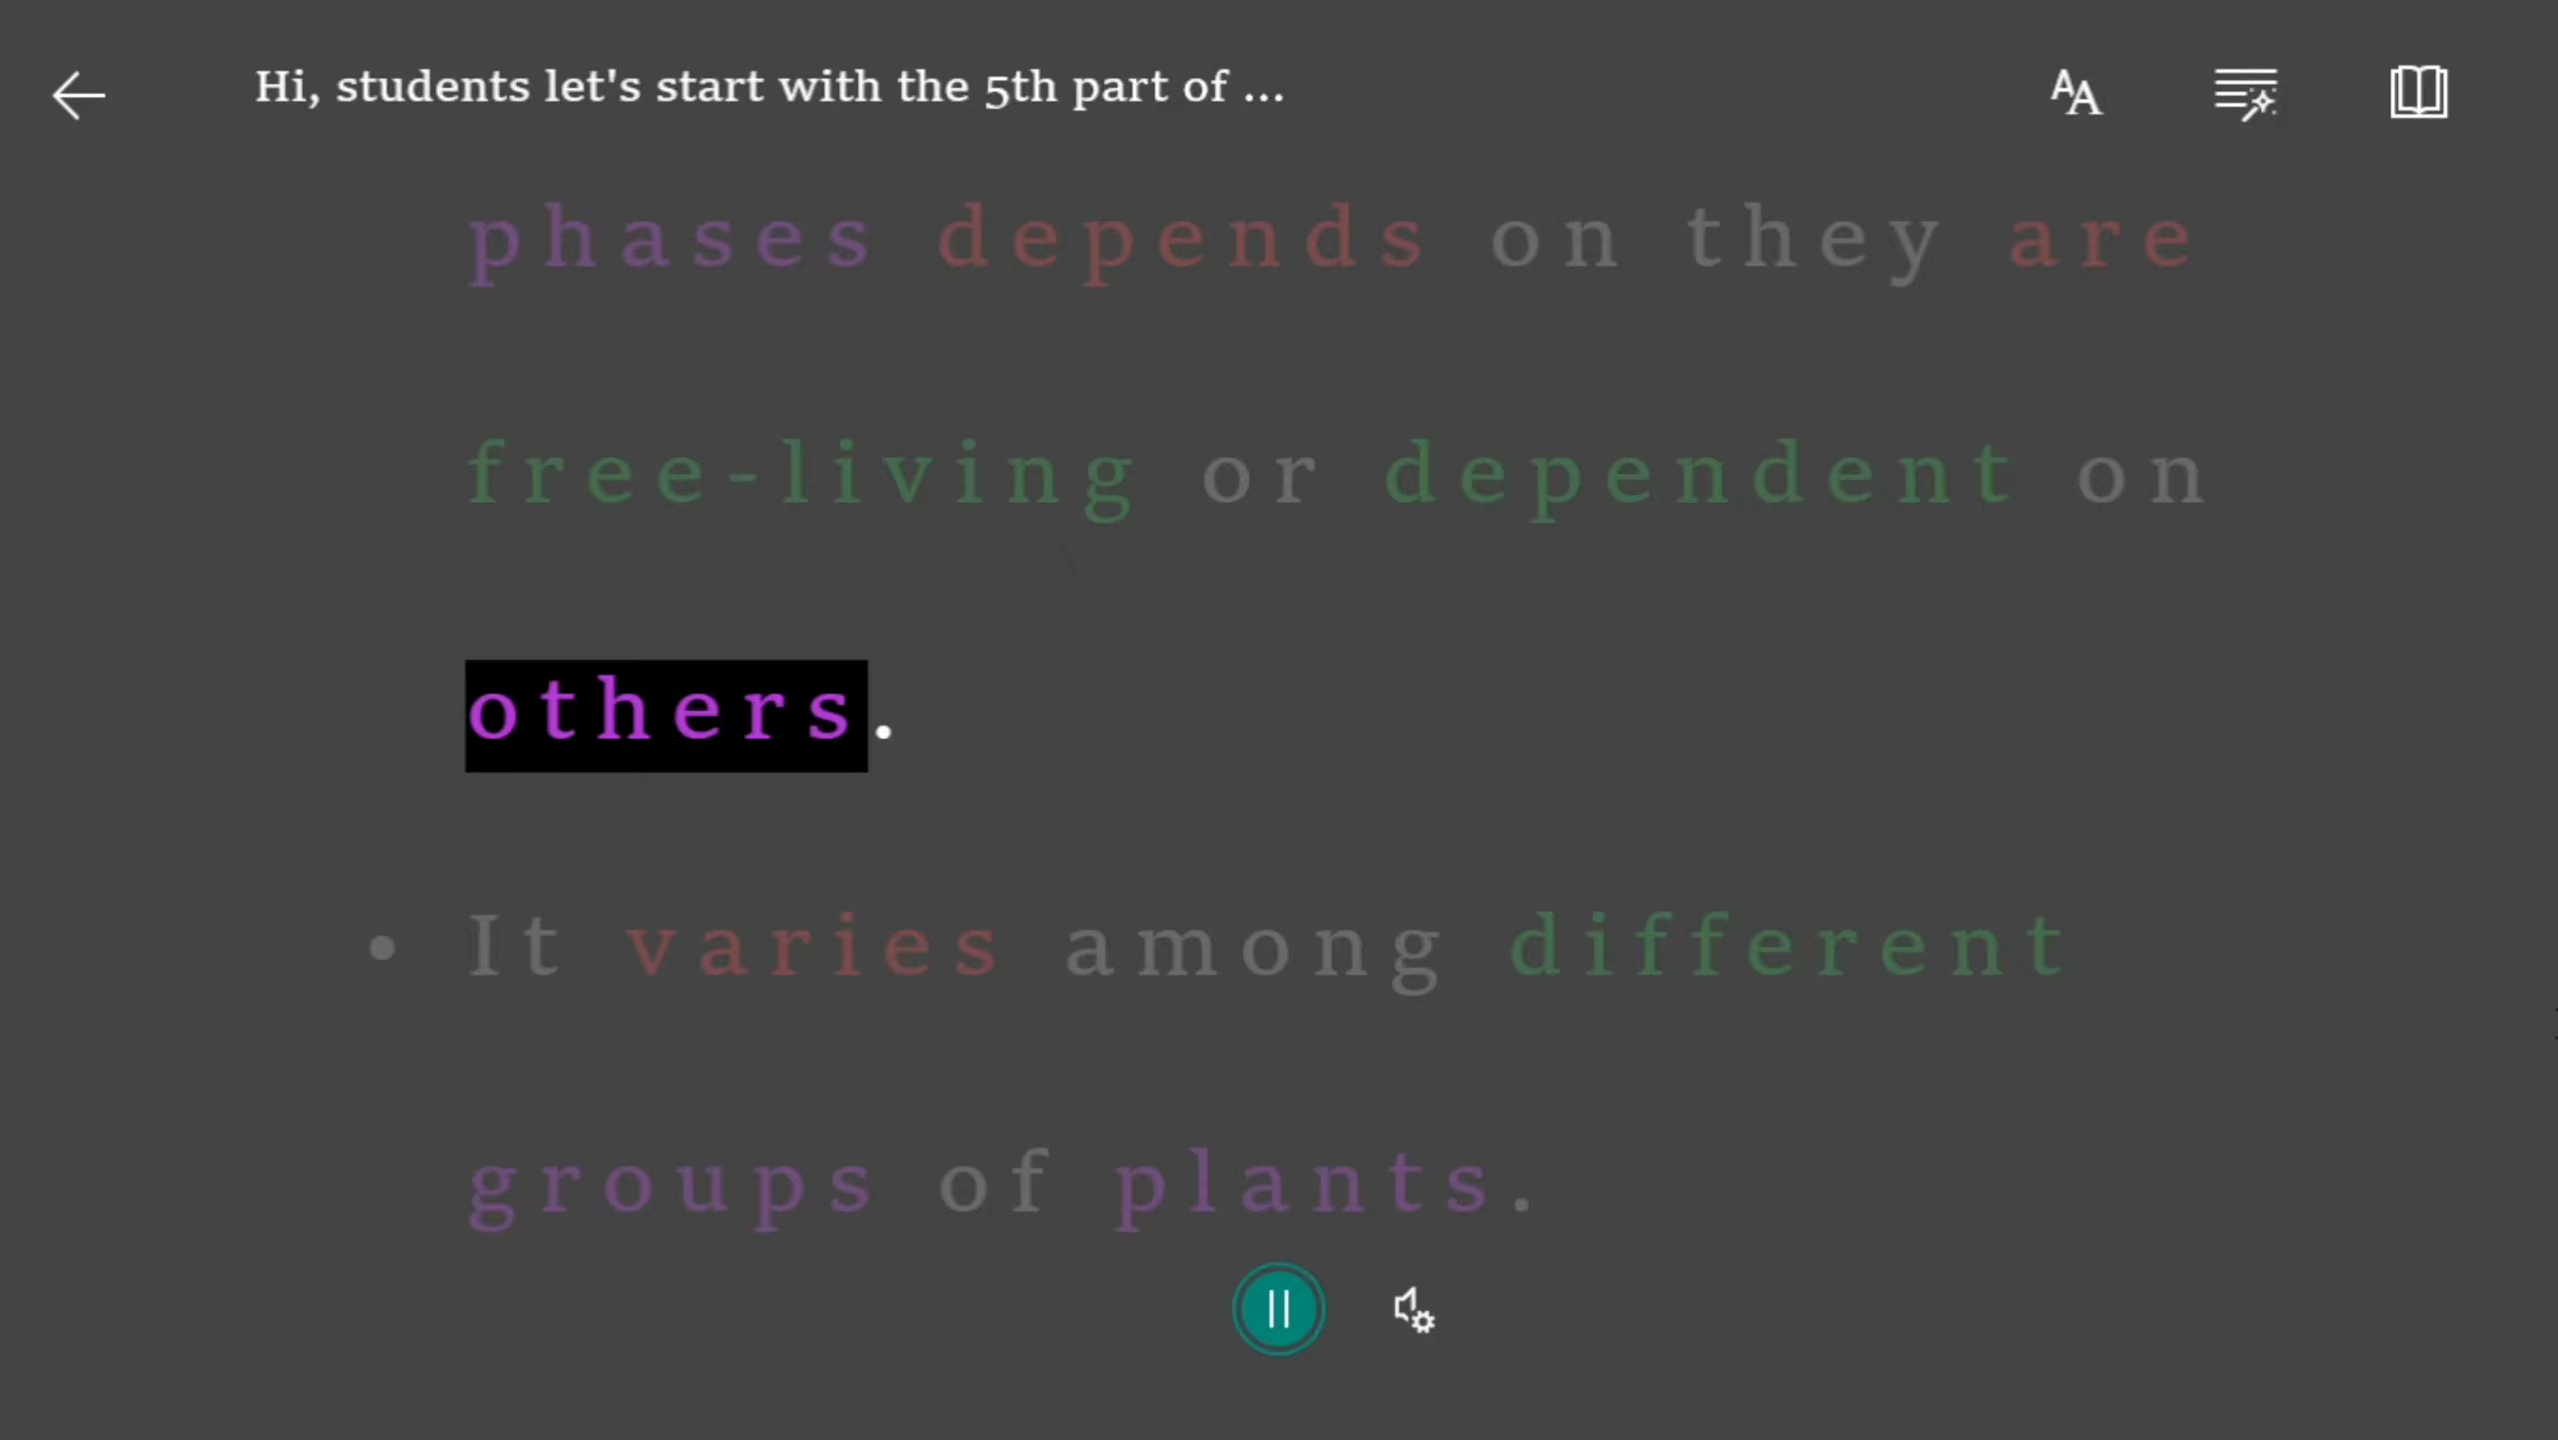 Hi, students let's start with the 5th part of ...
AA
phases depends on they are
free-living or dependent on
others.
• It varies among different
groups of plants.